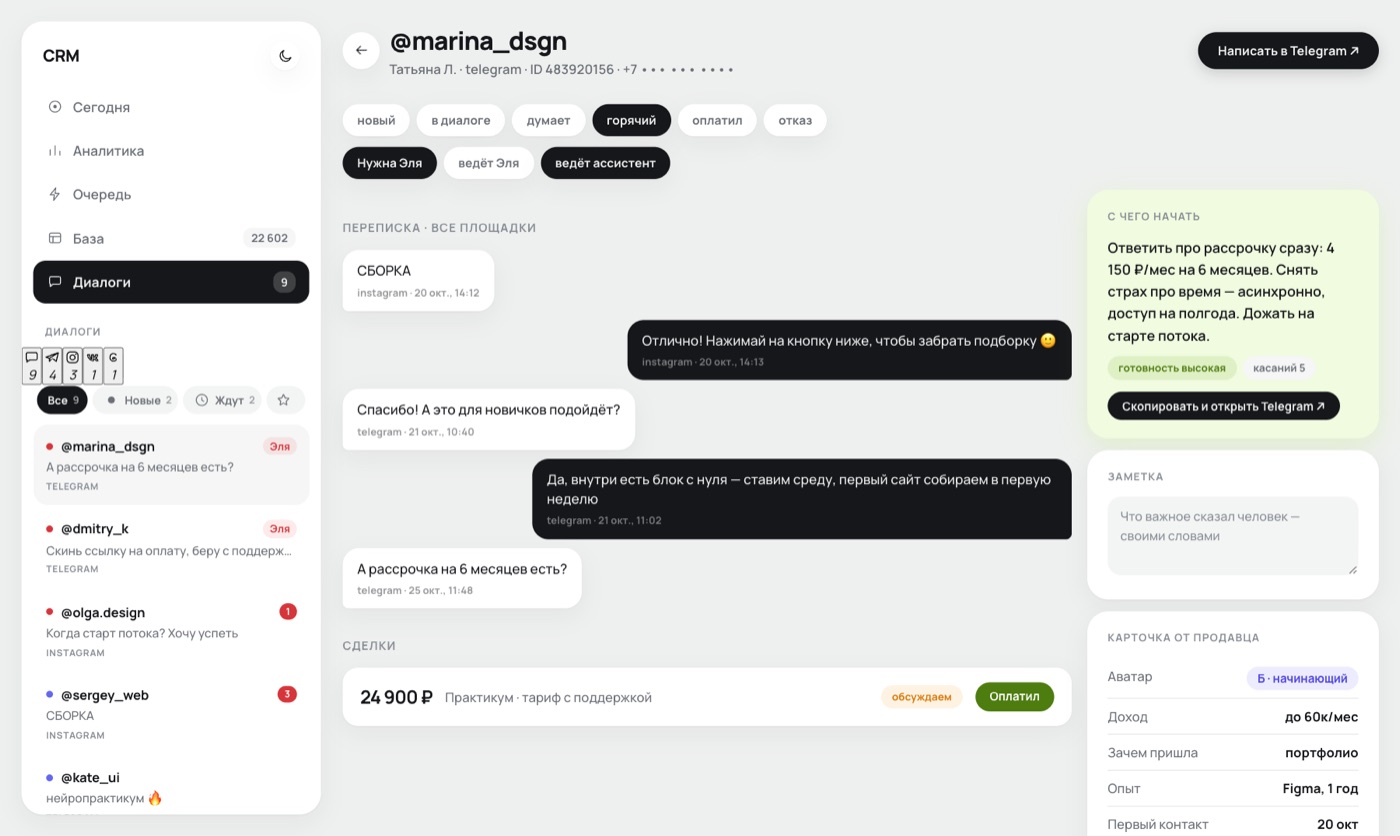 CRM
Сегодня
Аналитика
Очередь
База 22 602
Диалоги 9
ДИАЛОГИ
9 4 3 1 1
Все 9 Новые 2 Ждут 2
@marina_dsgn Эля
А рассрочка на 6 месяцев есть?
TELEGRAM
@dmitry_k Эля
Скинь ссылку на оплату, беру с поддерж...
TELEGRAM
@olga.design 1
Когда старт потока? Хочу успеть
INSTAGRAM
@sergey_web 3
СБОРКА
INSTAGRAM
@kate_ui
нейропрактикум 🔥
← @marina_dsgn
Татьяна Л. · telegram · ID 483920156 · +7 • • • • • • • • • •
Написать в Telegram ↗
новый в диалоге думает горячий оплатил отказ
Нужна Эля ведёт Эля ведёт ассистент
ПЕРЕПИСКА · ВСЕ ПЛОЩАДКИ
СБОРКА
instagram · 20 окт., 14:12
Отлично! Нажимай на кнопку ниже, чтобы забрать подборку 🙂
instagram · 20 окт., 14:13
Спасибо! А это для новичков подойдёт?
telegram · 21 окт., 10:40
Да, внутри есть блок с нуля — ставим среду, первый сайт собираем в первую
неделю
telegram · 21 окт., 11:02
А рассрочка на 6 месяцев есть?
telegram · 25 окт., 11:48
СДЕЛКИ
24 900 ₽ Практикум · тариф с поддержкой обсуждаем Оплатил
С ЧЕГО НАЧАТЬ
Ответить про рассрочку сразу: 4
150 ₽/мес на 6 месяцев. Снять
страх про время — асинхронно,
доступ на полгода. Дожать на
старте потока.
готовность высокая касаний 5
Скопировать и открыть Telegram ↗
ЗАМЕТКА
Что важное сказал человек —
своими словами
КАРТОЧКА ОТ ПРОДАВЦА
Аватар Б · начинающий
Доход до 60к/мес
Зачем пришла портфолио
Опыт Figma, 1 год
Первый контакт 20 окт